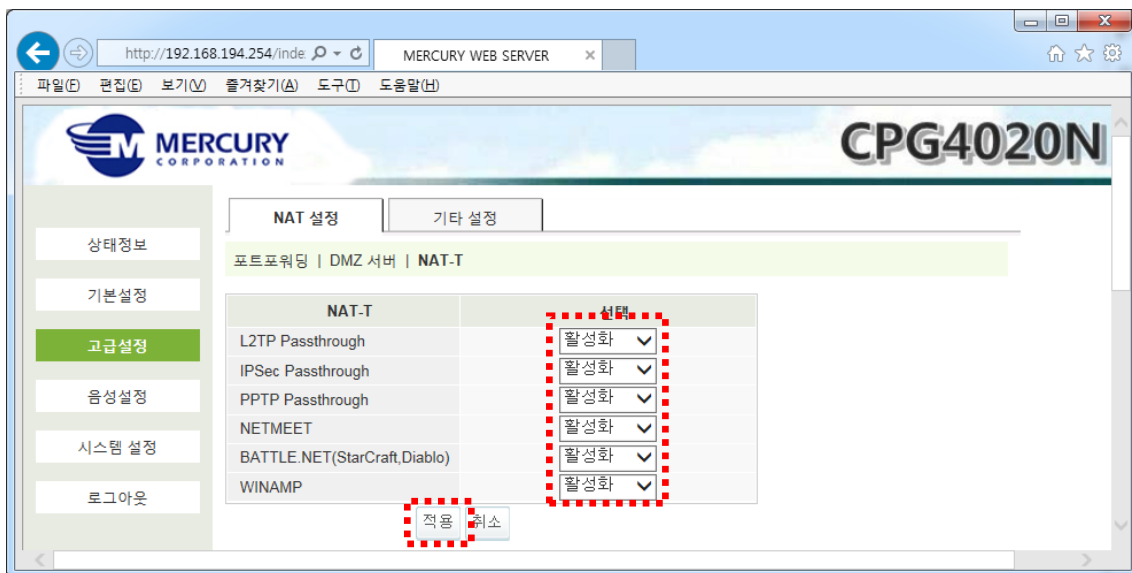 http://192.168.194.254/inde
MERCURY WEB SERVER
파일(F) 편집(E) 보기(V) 즐겨찾기(A) 도구(T) 도움말(H)
M MERCURY
CORPORATION
CPG4020N
NAT 설정
기타 설정
상태정보
기본설정
고급설정
음성설정
시스템 설정
로그아웃
포트포워딩 | DMZ 서버 | NAT-T
NAT-T 선택
L2TP Passthrough 활성화
IPSec Passthrough 활성화
PPTP Passthrough 활성화
NETMEET 활성화
BATTLE.NET(StarCraft,Diablo) 활성화
WINAMP 활성화
적용 취소